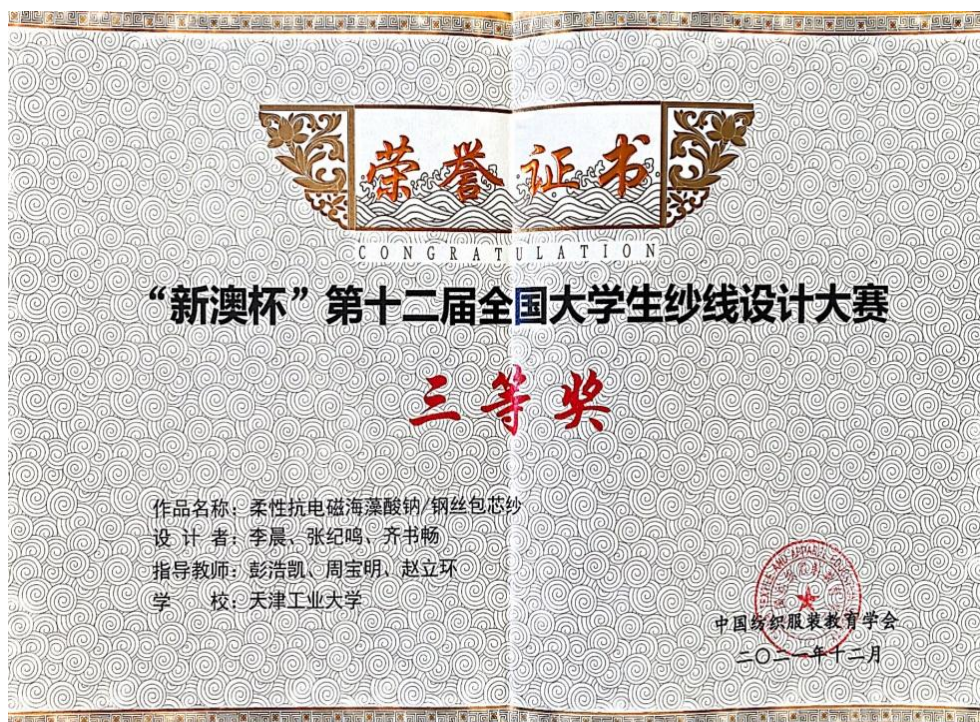 荣誉证书
CONGRATULATION
“新澳杯”第十二届全国大学生纱线设计大赛
三等奖
作品名称：柔性抗电磁海藻酸钠/钢丝包芯纱
设 计 者：李晨、张纪鸣、齐书畅
指导教师：彭浩凯、周宝明、赵立环
学 校：天津工业大学
中国纺织服装教育学会
二〇二一年十二月